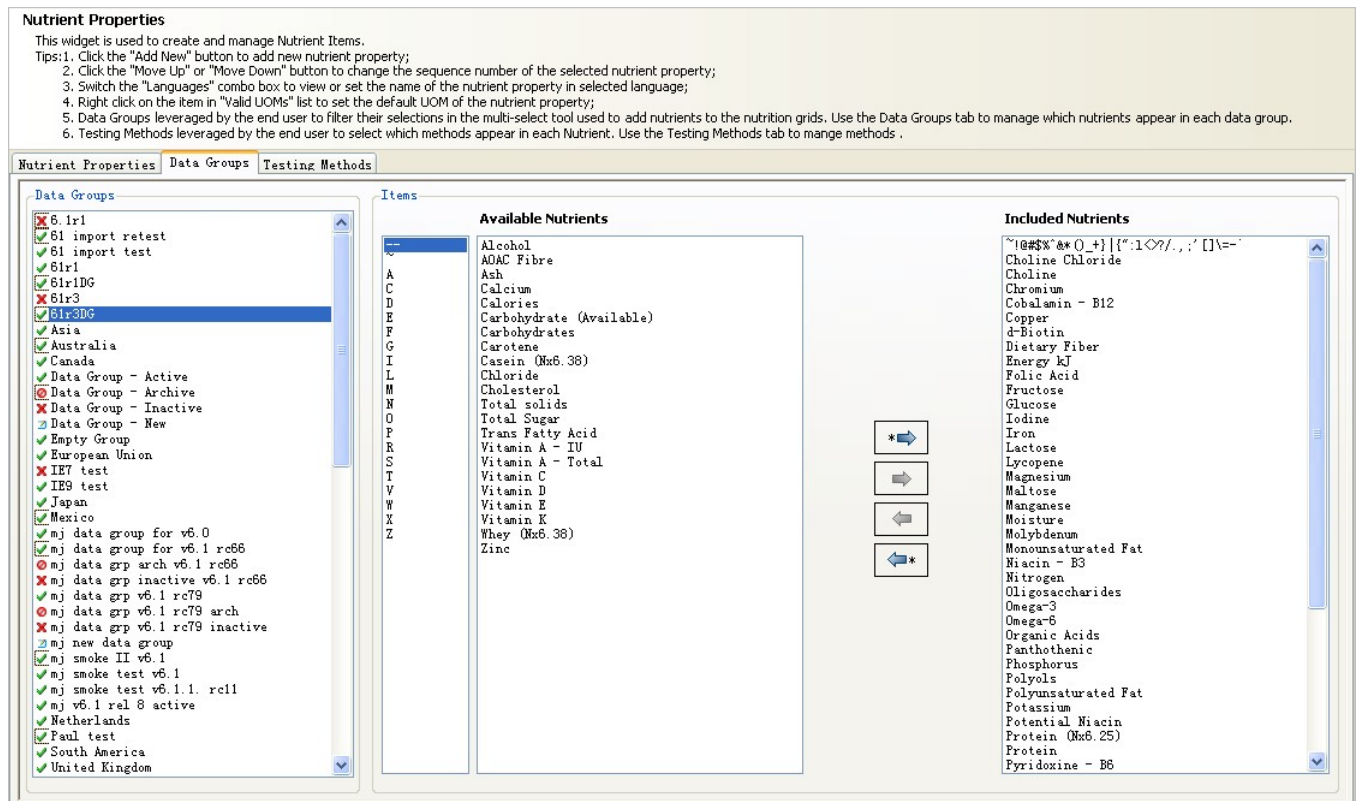 Nutrient Properties
This widget is used to create and manage Nutrient Items.
Tips:1. Click the "Add New" button to add new nutrient property;
2. Click the "Move Up" or "Move Down" button to change the sequence number of the selected nutrient property;
3. Switch the "Languages" combo box to view or set the name of the nutrient property in selected language;
4. Right click on the item in "Valid UOMs" list to set the default UOM of the nutrient property;
5. Data Groups leveraged by the end user to filter their selections in the multi-select tool used to add nutrients to the nutrition grids. Use the Data Groups tab to manage which nutrients appear in each data group.
6. Testing Methods leveraged by the end user to select which methods appear in each Nutrient. Use the Testing Methods tab to mange methods .
Nutrient Properties Data Groups Testing Methods
Data Groups
6.1r1
61 import retest
61 import test
61r1
61r1DG
61r3
61r3DG
Asia
Australia
Canada
Data Group - Active
Data Group - Archive
Data Group - Inactive
Data Group - New
Empty Group
European Union
IE7 test
IE9 test
Japan
Mexico
mj data group for v6.0
mj data group for v6.1 rc66
mj data grp arch v6.1 rc66
mj data grp inactive v6.1 rc66
mj data grp v6.1 rc79
mj data grp v6.1 rc79 arch
mj data grp v6.1 rc79 inactive
mj new data group
mj smoke II v6.1
mj smoke test v6.1
mj smoke test v6.1.1. rc11
mj v6.1 rel 8 active
Netherlands
Paul test
South America
United Kingdom
Items
--
~
A
C
D
E
F
G
I
L
M
N
O
P
R
S
T
V
W
X
Z
Available Nutrients
Alcohol
AOAC Fibre
Ash
Calcium
Calories
Carbohydrate (Available)
Carbohydrates
Carotene
Casein (Nx6.38)
Chloride
Cholesterol
Total solids
Total Sugar
Trans Fatty Acid
Vitamin A - IU
Vitamin A - Total
Vitamin C
Vitamin D
Vitamin E
Vitamin K
Whey (Nx6.38)
Zinc
*
*
Included Nutrients
~!@#$%^&*()_+}|{":l<>?/.,;'[]\=-`
Choline Chloride
Choline
Chromium
Cobalamin - B12
Copper
d-Biotin
Dietary Fiber
Energy kJ
Folic Acid
Fructose
Glucose
Iodine
Iron
Lactose
Lycopene
Magnesium
Maltose
Manganese
Moisture
Molybdenum
Monounsaturated Fat
Niacin - B3
Nitrogen
Oligosaccharides
Omega-3
Omega-6
Organic Acids
Panthothenic
Phosphorus
Polyols
Polyunsaturated Fat
Potassium
Potential Niacin
Protein (Nx6.25)
Protein
Pyridoxine - B6